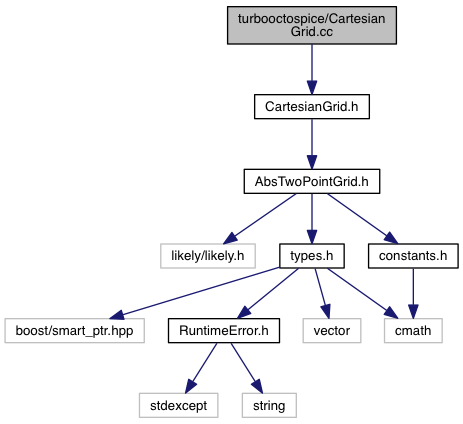 turbooctospice/Cartesian
Grid.cc
CartesianGrid.h
AbsTwoPointGrid.h
likely/likely.h
types.h
constants.h
boost/smart_ptr.hpp
RuntimeError.h
vector
cmath
stdexcept
string